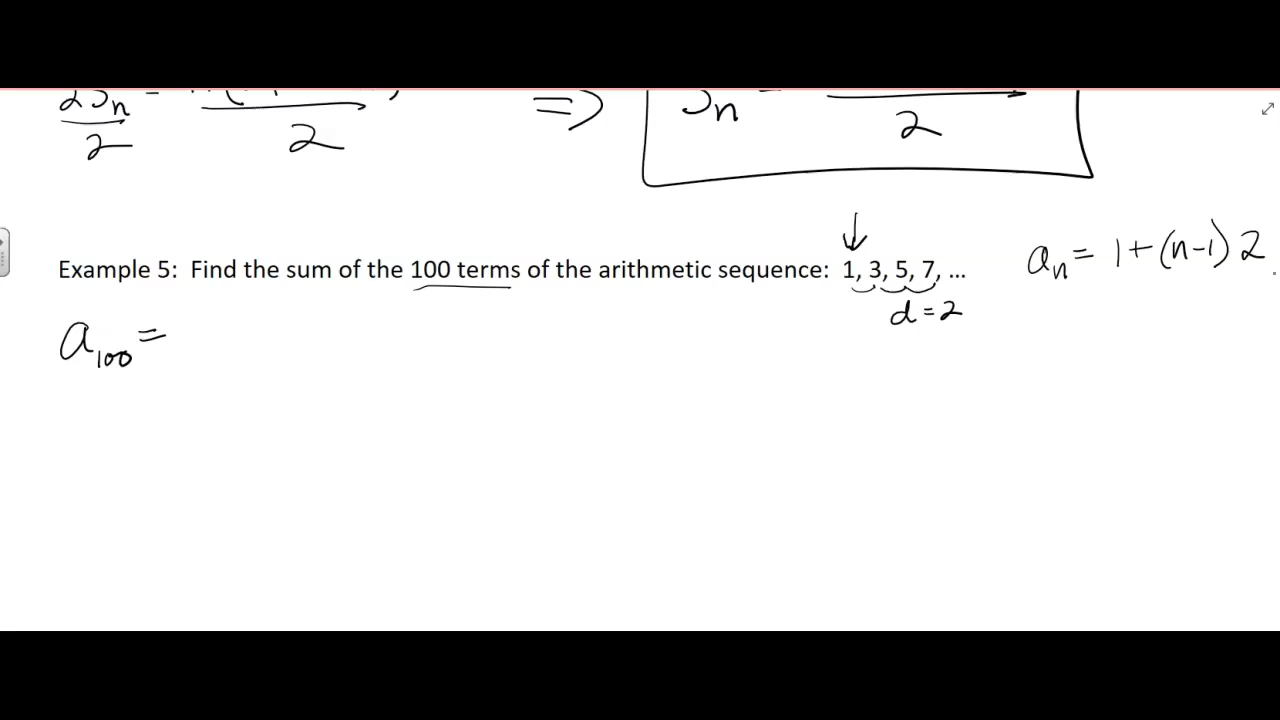 2Sn/2 = /2 => Sn = /2
Example 5: Find the sum of the 100 terms of the arithmetic sequence: 1, 3, 5, 7, ... an = 1+(n-1)2
d=2
a100=